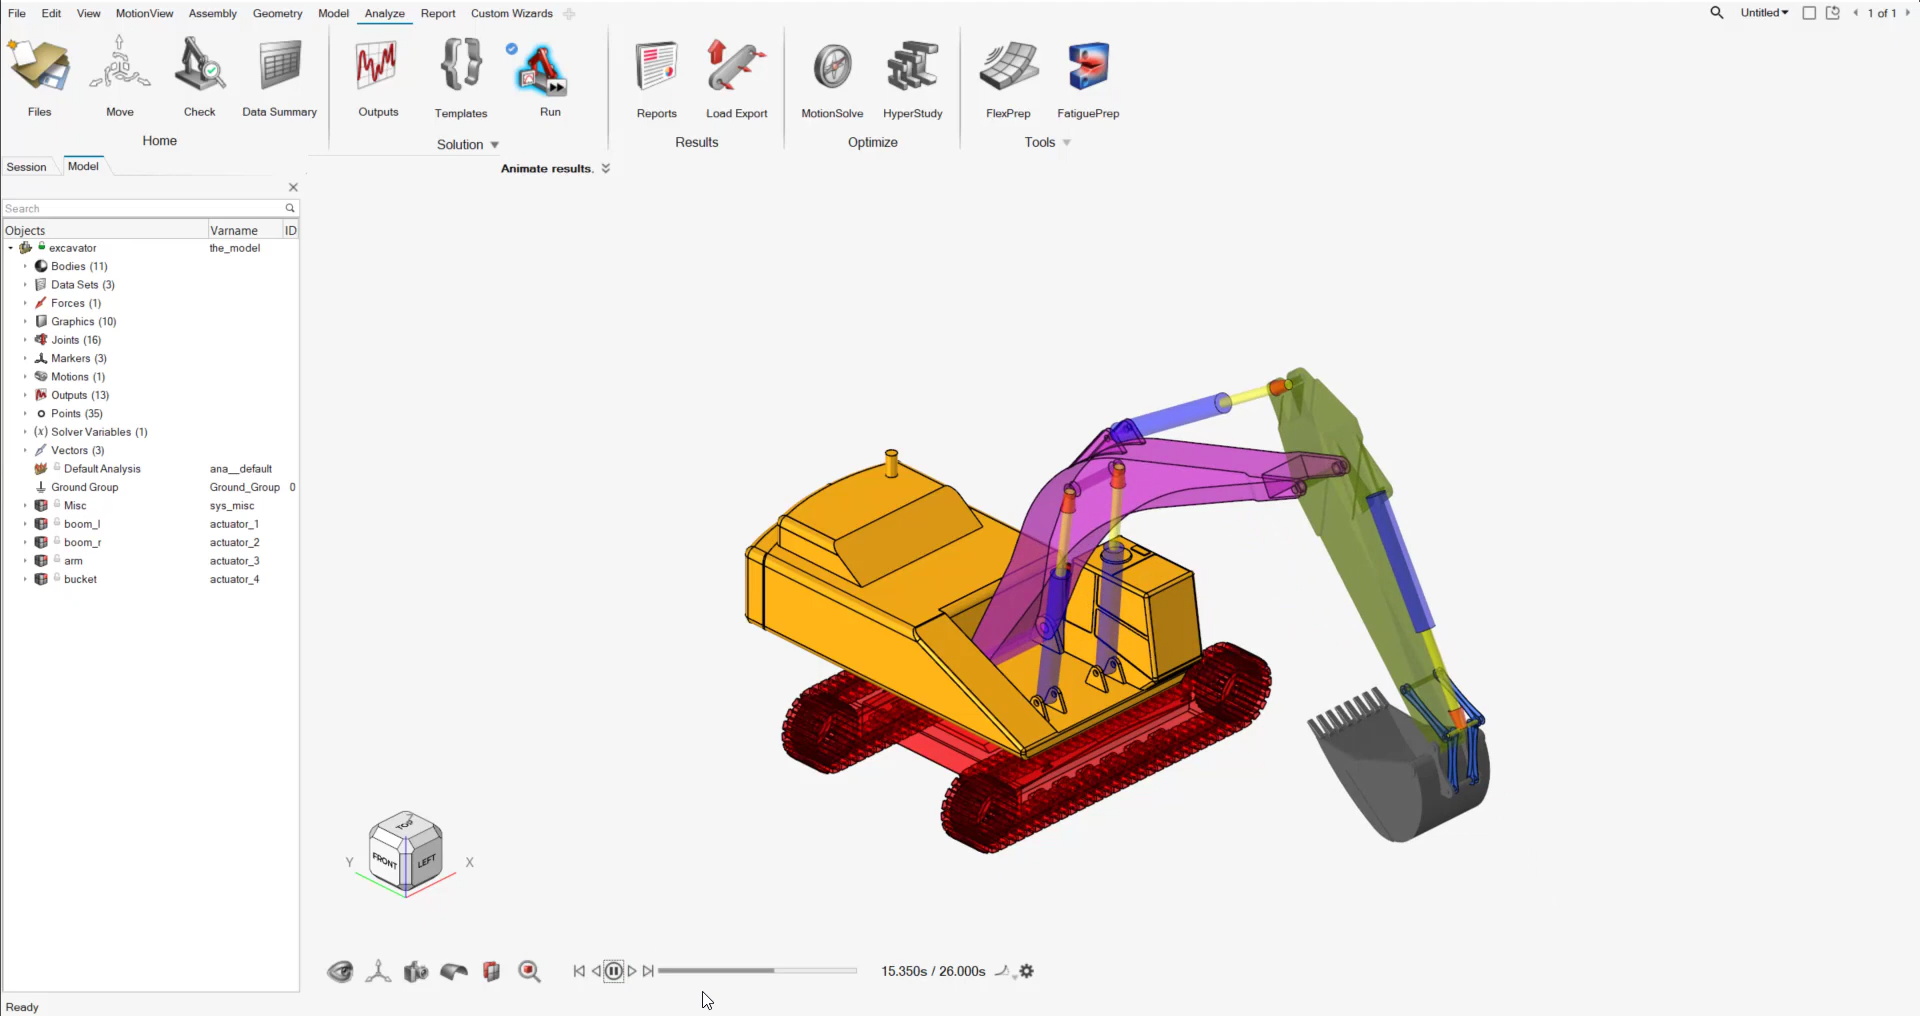 File Edit View MotionView Assembly Geometry Model Analyze Report Custom Wizards Untitled 1 of 1
Files Move Check Data Summary Outputs Templates Run Reports Load Export MotionSolve HyperStudy FlexPrep FatiguePrep
Home Solution Results Optimize Tools
Session Model Animate results.
Search
Objects Varname ID
excavator the_model
Bodies (11)
Data Sets (3)
Forces (1)
Graphics (10)
Joints (16)
Markers (3)
Motions (1)
Outputs (13)
Points (35)
(x) Solver Variables (1)
Vectors (3)
Default Analysis ana__default
Ground Group Ground_Group 0
Misc sys_misc
boom_l actuator_1
boom_r actuator_2
arm actuator_3
bucket actuator_4
TOP
FRONT LEFT
Y X
15.350s / 26.000s
Ready